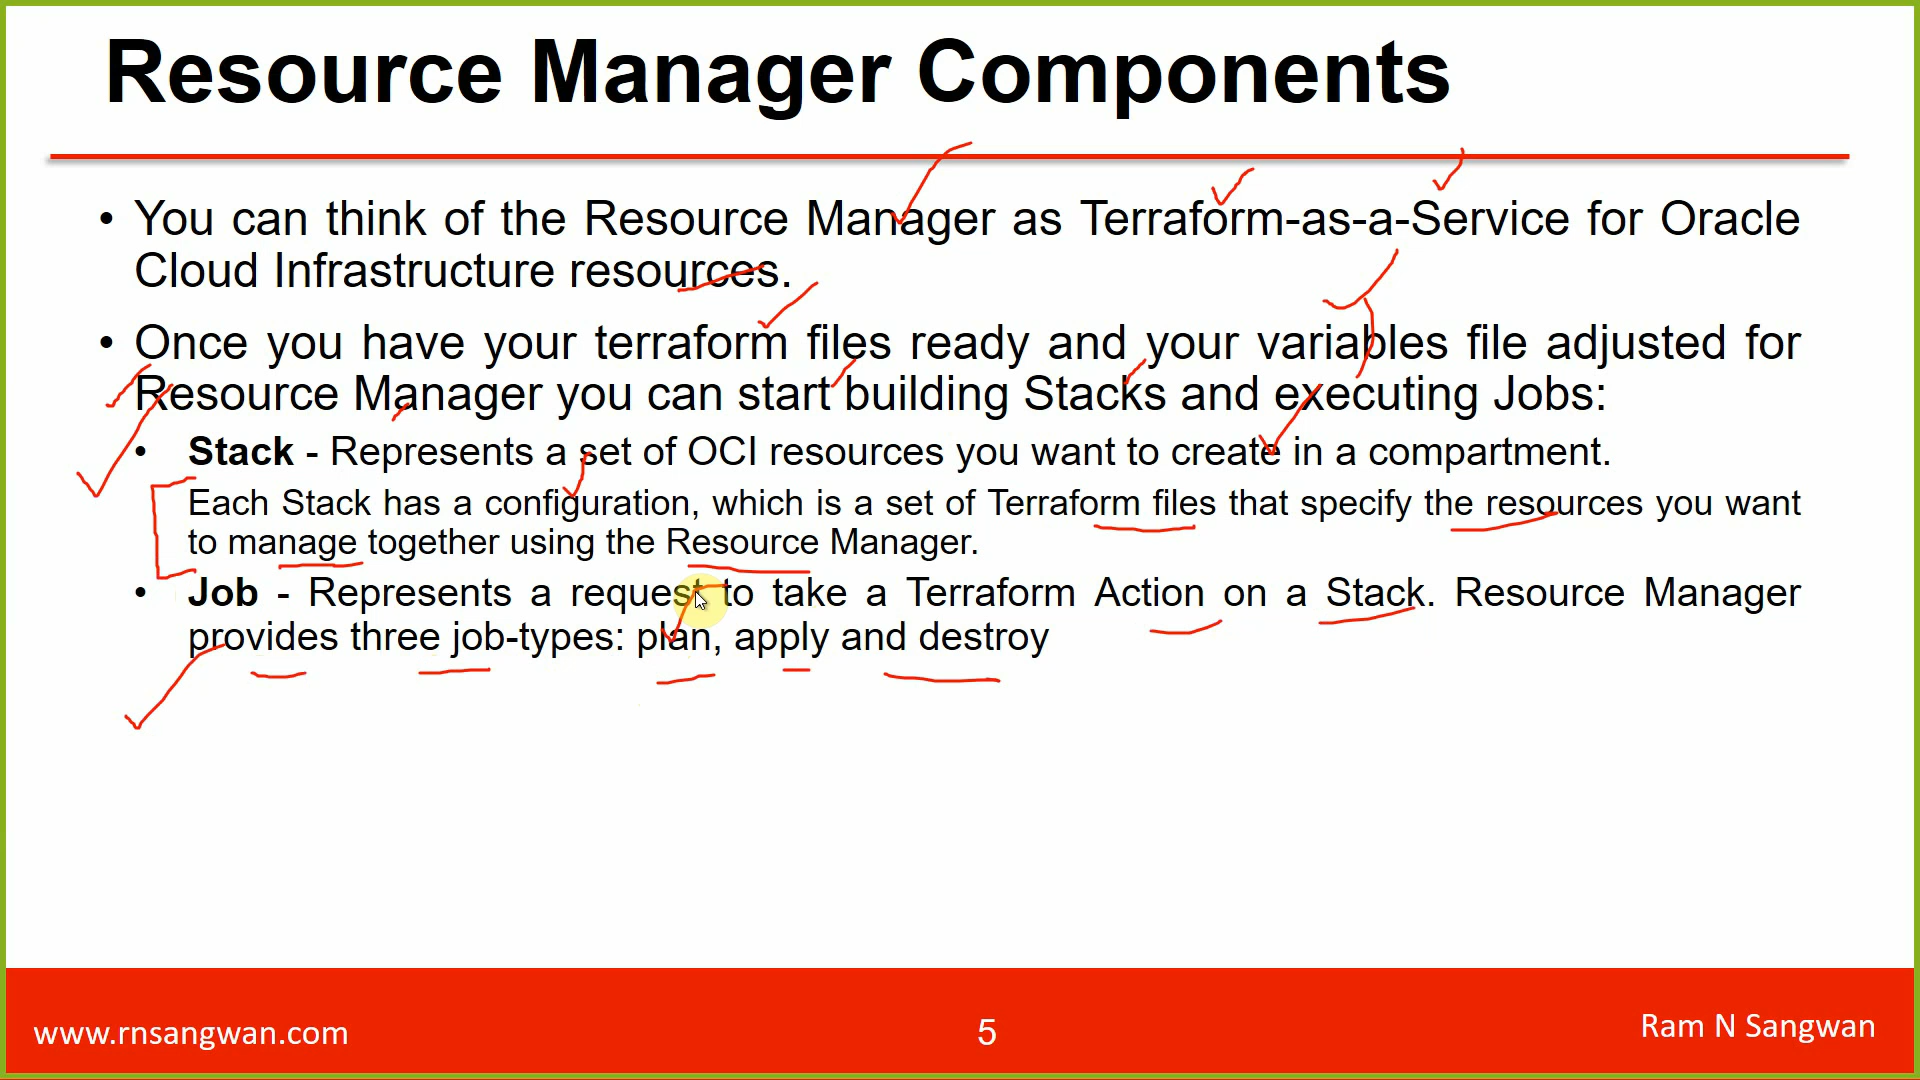 Resource Manager Components
• You can think of the Resource Manager as Terraform-as-a-Service for Oracle
Cloud Infrastructure resources.
• Once you have your terraform files ready and your variables file adjusted for
Resource Manager you can start building Stacks and executing Jobs:
• Stack - Represents a set of OCI resources you want to create in a compartment.
Each Stack has a configuration, which is a set of Terraform files that specify the resources you want
to manage together using the Resource Manager.
• Job - Represents a request to take a Terraform Action on a Stack. Resource Manager
provides three job-types: plan, apply and destroy
www.rnsangwan.com
5
Ram N Sangwan